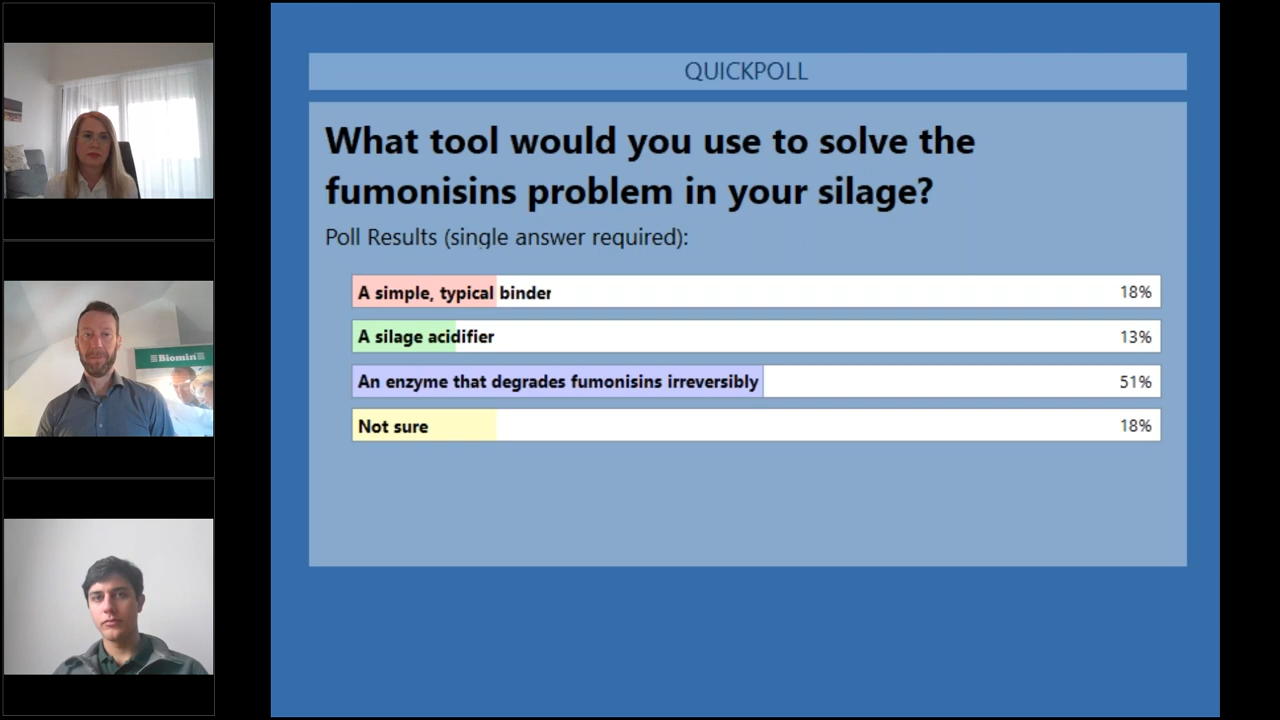 QUICKPOLL
What tool would you use to solve the
fumonisins problem in your silage?
Poll Results (single answer required):
A simple, typical binder 18%
A silage acidifier 13%
An enzyme that degrades fumonisins irreversibly 51%
Not sure 18%
Biomin